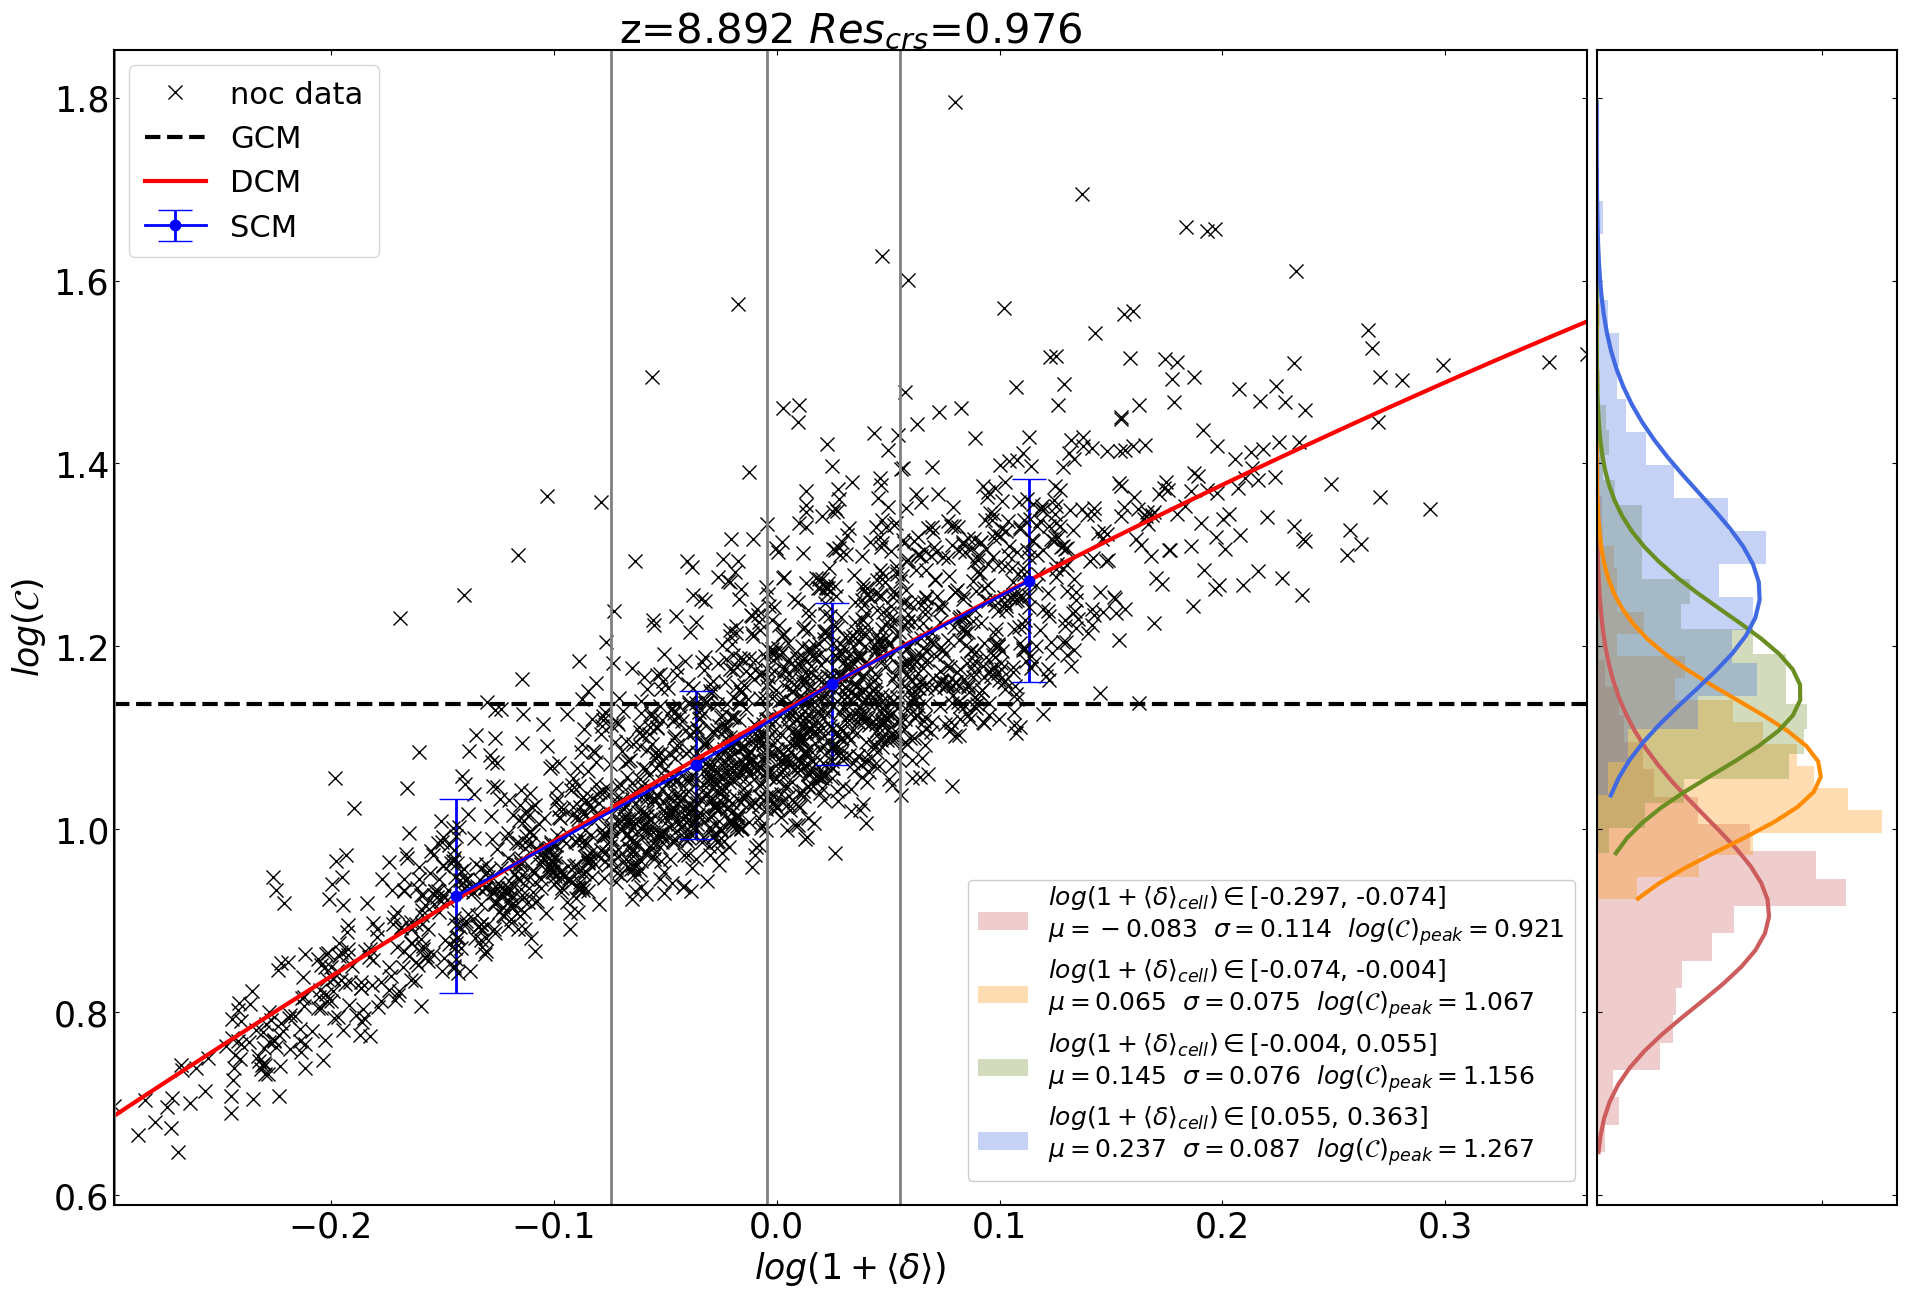 z=8.892 Res_crs=0.976
noc data
GCM
DCM
SCM
1.8
1.6
1.4
1.2
1.0
0.8
0.6
log(𝒞)
log(1 + ⟨δ⟩_cell) ∈ [-0.297, -0.074]
μ = −0.083 σ = 0.114 log(𝒞)_peak = 0.921
log(1 + ⟨δ⟩_cell) ∈ [-0.074, -0.004]
μ = 0.065 σ = 0.075 log(𝒞)_peak = 1.067
log(1 + ⟨δ⟩_cell) ∈ [-0.004, 0.055]
μ = 0.145 σ = 0.076 log(𝒞)_peak = 1.156
log(1 + ⟨δ⟩_cell) ∈ [0.055, 0.363]
μ = 0.237 σ = 0.087 log(𝒞)_peak = 1.267
−0.2 −0.1 0.0 0.1 0.2 0.3
log(1 + ⟨δ⟩)